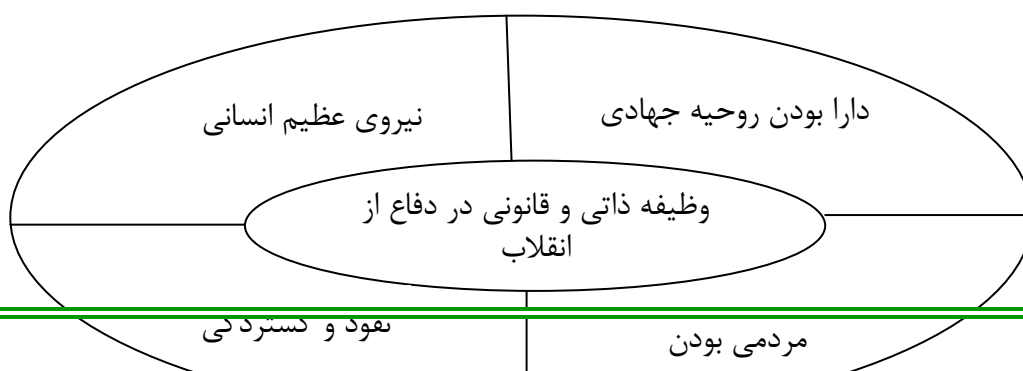 دارا بودن روحیه جهادی
نیروی عظیم انسانی
وظیفه ذاتی و قانونی در دفاع از
انقلاب
مردمی بودن
نفوذ و گستردگی